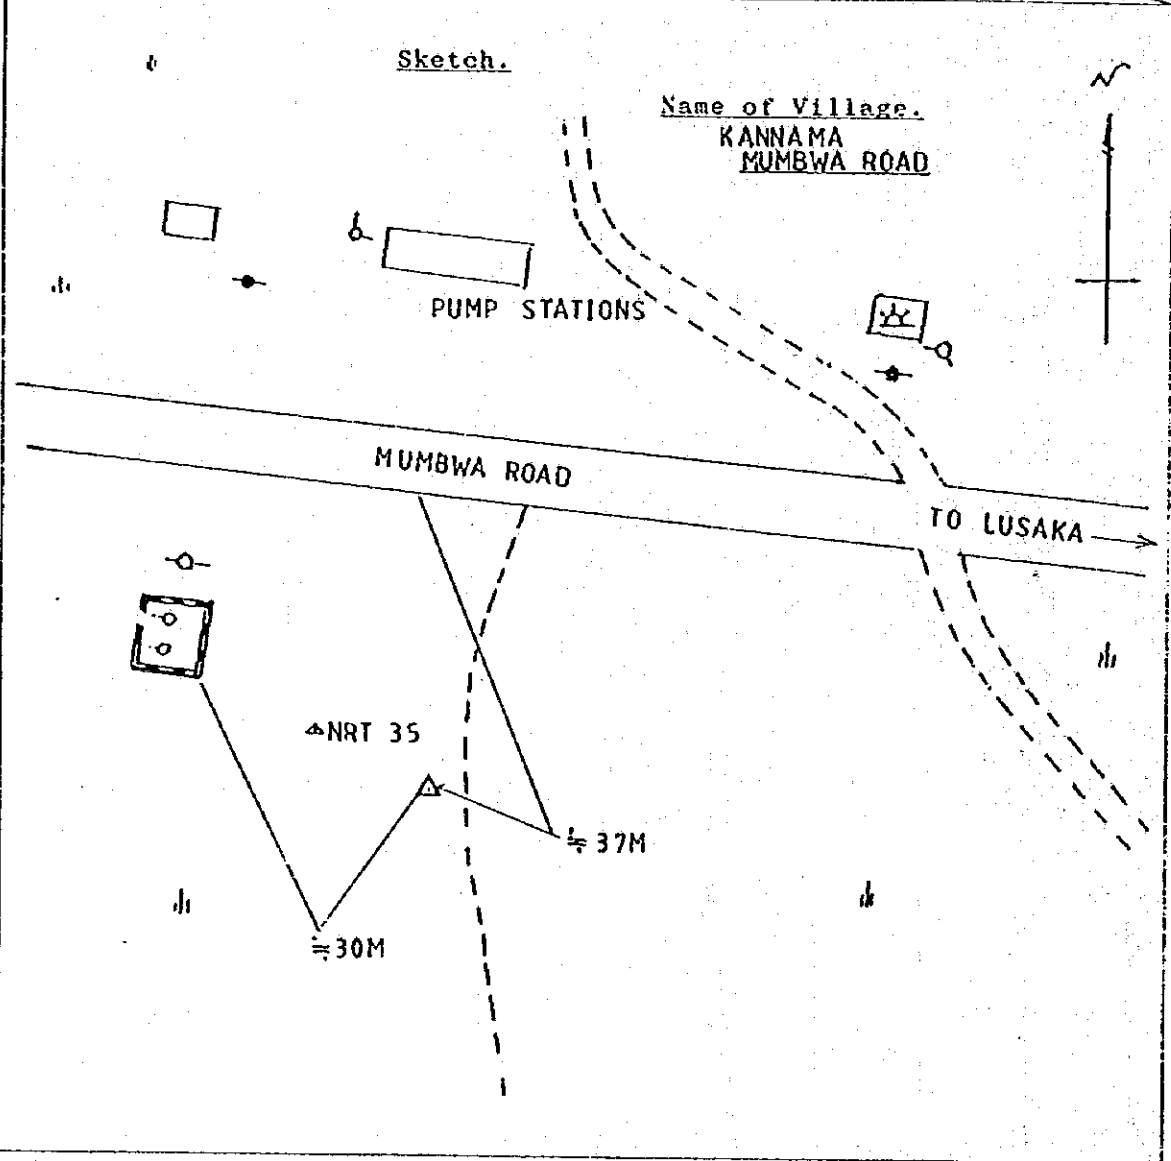 Sketch.
N
Name of Village.
KANNAMA
MUMBWA ROAD
PUMP STATIONS
MUMBWA ROAD
TO LUSAKA
NRT 35
≒37M
≒30M